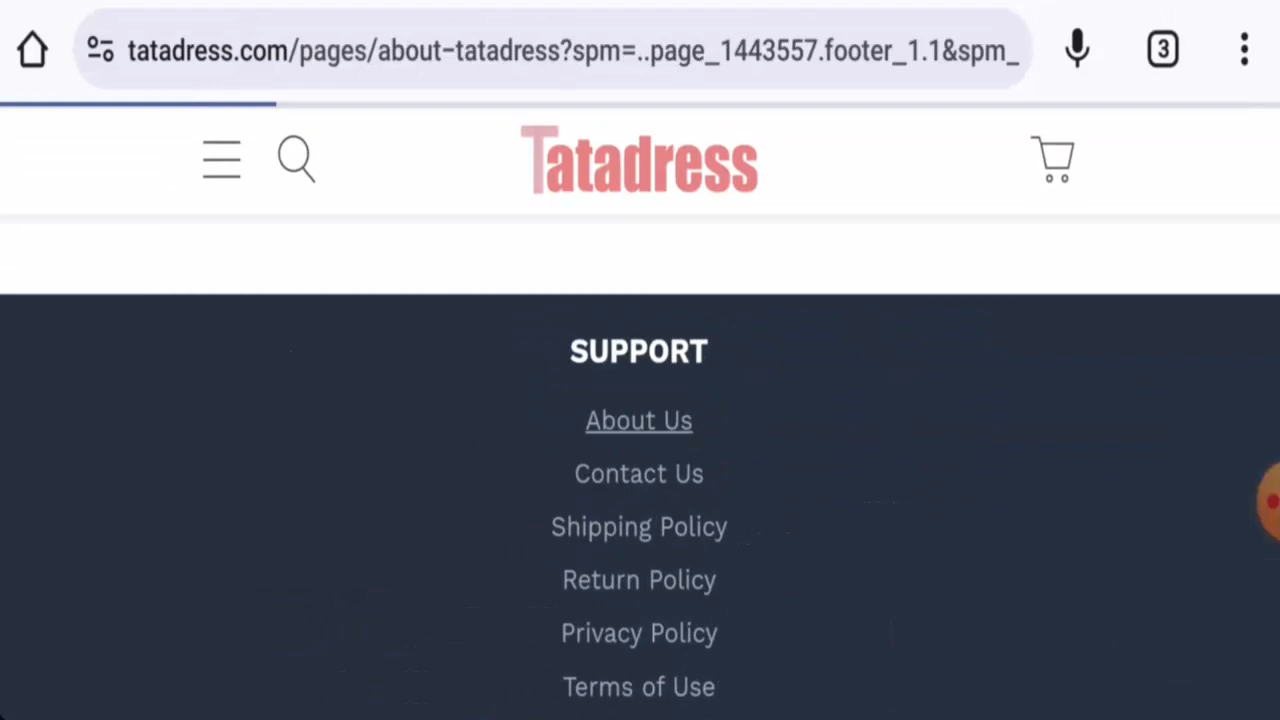 tatadress.com/pages/about-tatadress?spm=..page_1443557.footer_1.1&spm_
3
Tatadress
SUPPORT
About Us
Contact Us
Shipping Policy
Return Policy
Privacy Policy
Terms of Use